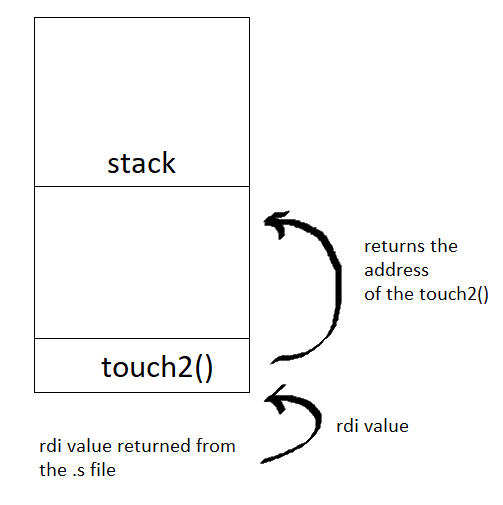 stack
returns the
address
of the touch2()
touch2()
rdi value
rdi value returned from
the .s file